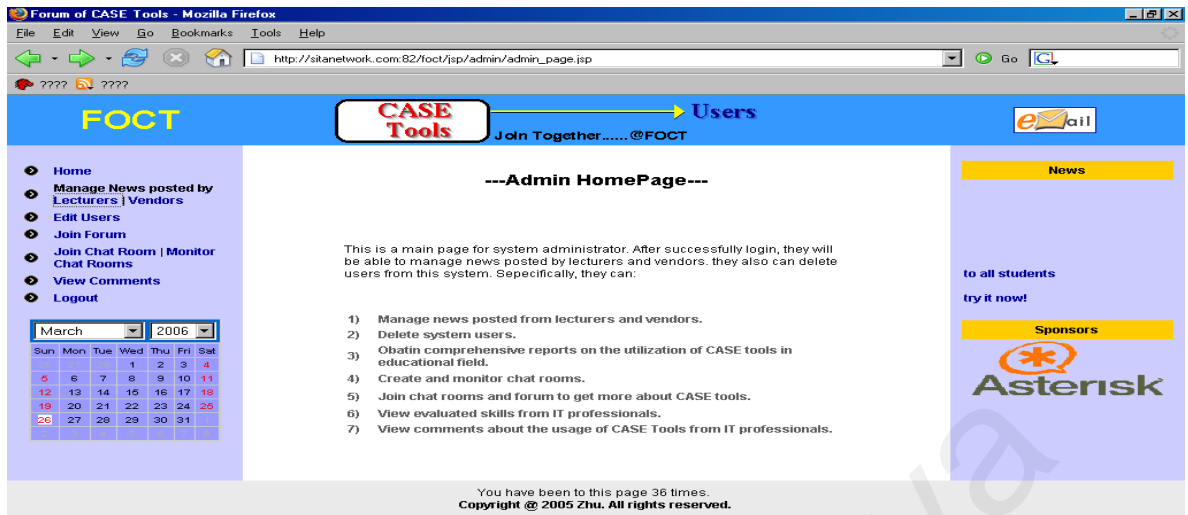 Forum of CASE Tools - Mozilla Firefox
File Edit View Go Bookmarks Tools Help
http://sitanetwork.com:82/foct/jsp/admin/admin_page.jsp
Go
G
???? ????
FOCT
CASE Tools
Users
Join Together......@FOCT
email
Home
Manage News posted by
Lecturers | Vendors
Edit Users
Join Forum
Join Chat Room | Monitor
Chat Rooms
View Comments
Logout
March 2006
Sun Mon Tue Wed Thu Fri Sat
1 2 3 4
5 6 7 8 9 10 11
12 13 14 15 16 17 18
19 20 21 22 23 24 25
26 27 28 29 30 31
---Admin HomePage---
This is a main page for system administrator. After successfully login, they will
be able to manage news posted by lecturers and vendors. they also can delete
users from this system. Sepecifically, they can:
1) Manage news posted from lecturers and vendors.
2) Delete system users.
3) Obatin comprehensive reports on the utilization of CASE tools in
educational field.
4) Create and monitor chat rooms.
5) Join chat rooms and forum to get more about CASE tools.
6) View evaluated skills from IT professionals.
7) View comments about the usage of CASE Tools from IT professionals.
News
to all students
try it now!
Sponsors
Asterisk
You have been to this page 36 times.
Copyright @ 2005 Zhu. All rights reserved.